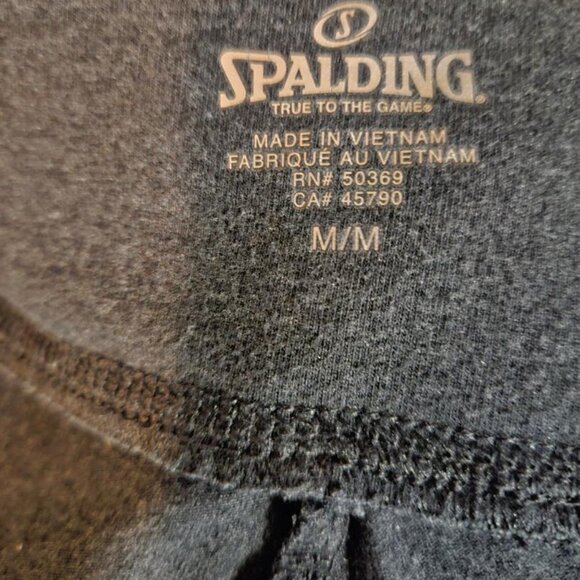 S
SPALDING®
TRUE TO THE GAME®
MADE IN VIETNAM
FABRIQUÉ AU VIETNAM
RN# 50369
CA# 45790
M/M